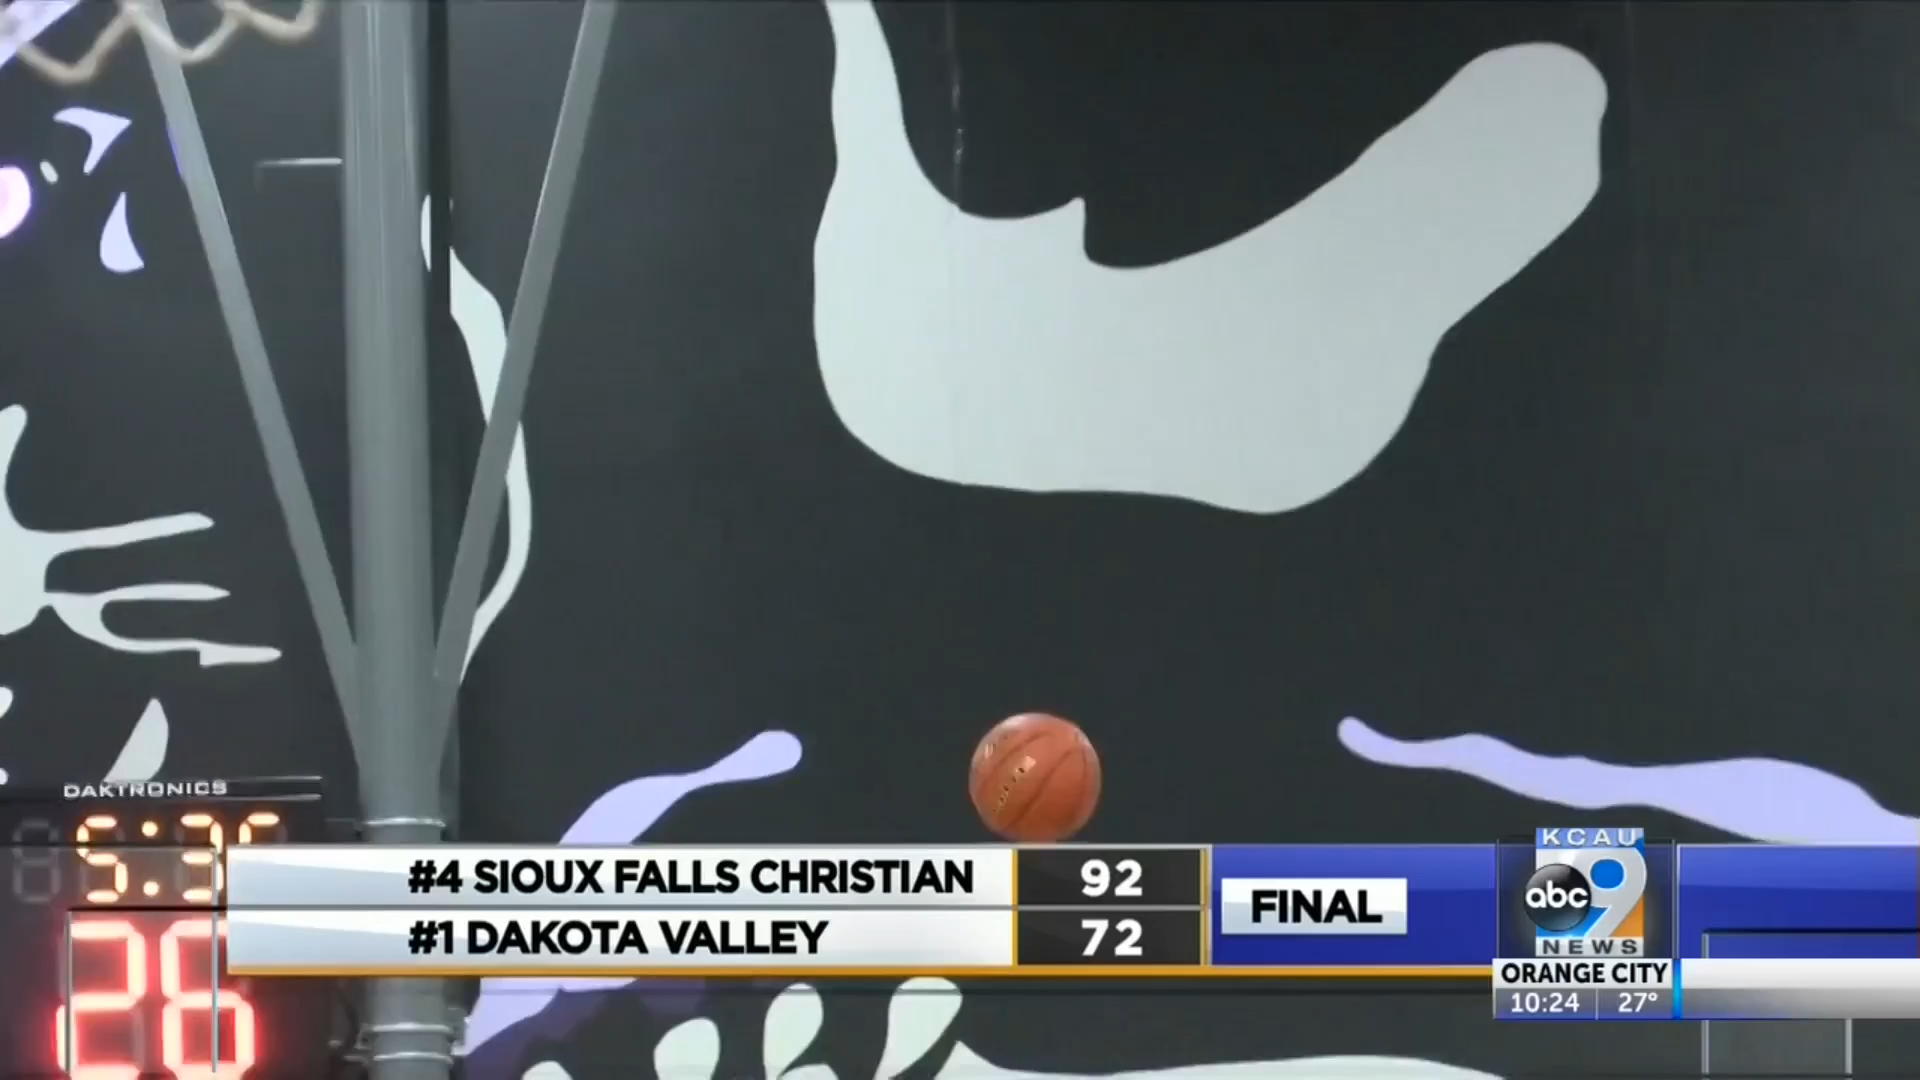 DAKTRONICS
26
#4 SIOUX FALLS CHRISTIAN 92
#1 DAKOTA VALLEY 72
FINAL
KCAU
abc 9
NEWS
ORANGE CITY
10:24 27°